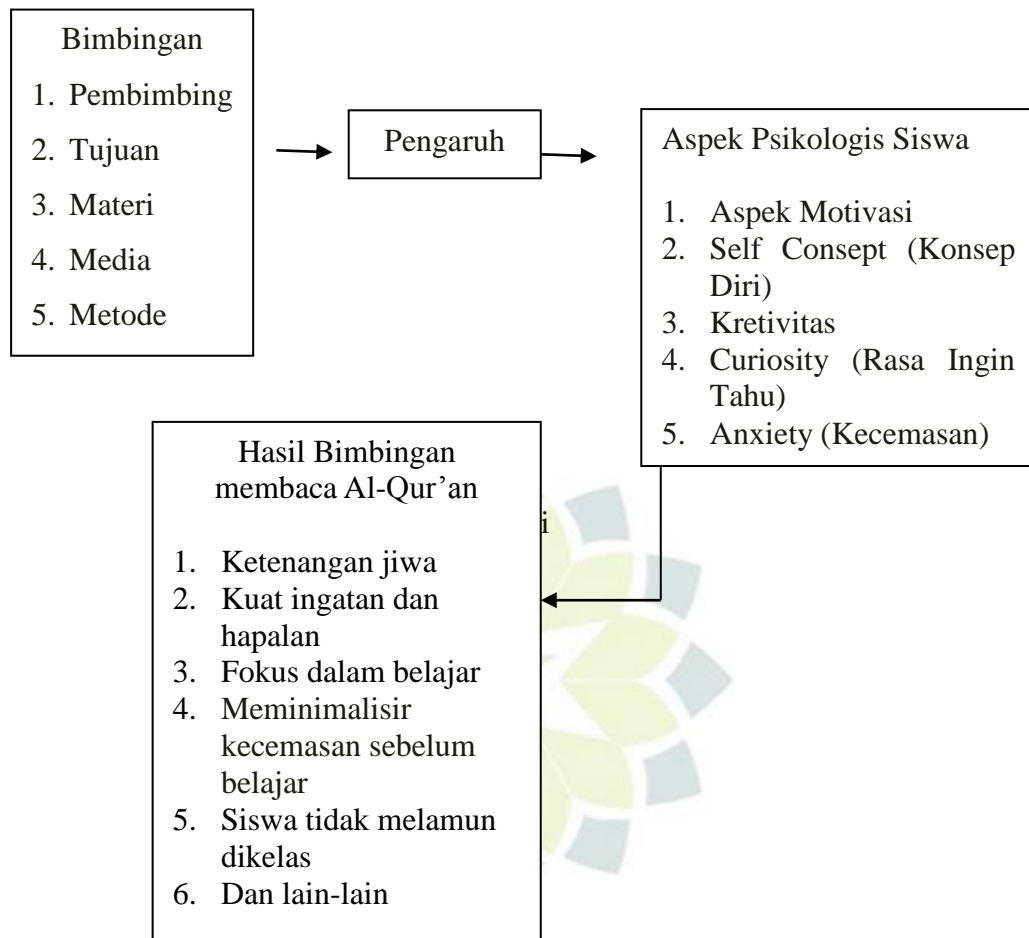 Bimbingan
1. Pembimbing
2. Tujuan
3. Materi
4. Media
5. Metode
Pengaruh
Aspek Psikologis Siswa
1. Aspek Motivasi
2. Self Consept (Konsep
Diri)
3. Kretivitas
4. Curiosity (Rasa Ingin
Tahu)
5. Anxiety (Kecemasan)
Hasil Bimbingan
membaca Al-Qur’an
1. Ketenangan jiwa
2. Kuat ingatan dan
hapalan
3. Fokus dalam belajar
4. Meminimalisir
kecemasan sebelum
belajar
5. Siswa tidak melamun
dikelas
6. Dan lain-lain